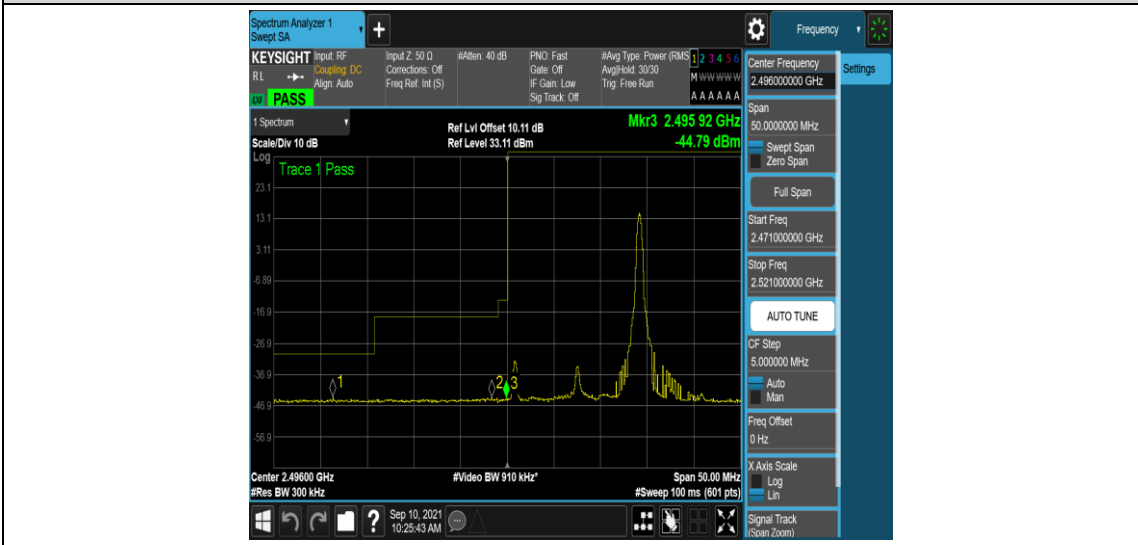 Spectrum Analyzer 1
Swept SA
+
Frequency
KEYSIGHT
R L
PASS
Input: RF
Coupling: DC
Align: Auto
Input Z: 50 Ω
Corrections: Off
Freq Ref: Int (S)
#Atten: 40 dB
PNO: Fast
Gate: Off
IF Gain: Low
Sig Track: Off
#Avg Type: Power (RMS
Avg|Hold: 30/30
Trig: Free Run
1 2 3 4 5 6
M W W W W W
A A A A A A
Center Frequency
2.496000000 GHz
Settings
Span
50.0000000 MHz
Swept Span
Zero Span
Full Span
Start Freq
2.471000000 GHz
Stop Freq
2.521000000 GHz
AUTO TUNE
CF Step
5.000000 MHz
Auto
Man
Freq Offset
0 Hz
X Axis Scale
Log
Lin
Signal Track
(Span Zoom)
1 Spectrum
Scale/Div 10 dB
Ref Lvl Offset 10.11 dB
Ref Level 33.11 dBm
Mkr3 2.495 92 GHz
-44.79 dBm
Log
Trace 1 Pass
23.1
13.1
3.11
-6.89
-16.9
-26.9
-36.9
-46.9
-56.9
1
2
3
Center 2.49600 GHz
#Res BW 300 kHz
#Video BW 910 kHz*
Span 50.00 MHz
#Sweep 100 ms (601 pts)
?
Sep 10, 2021
10:25:43 AM